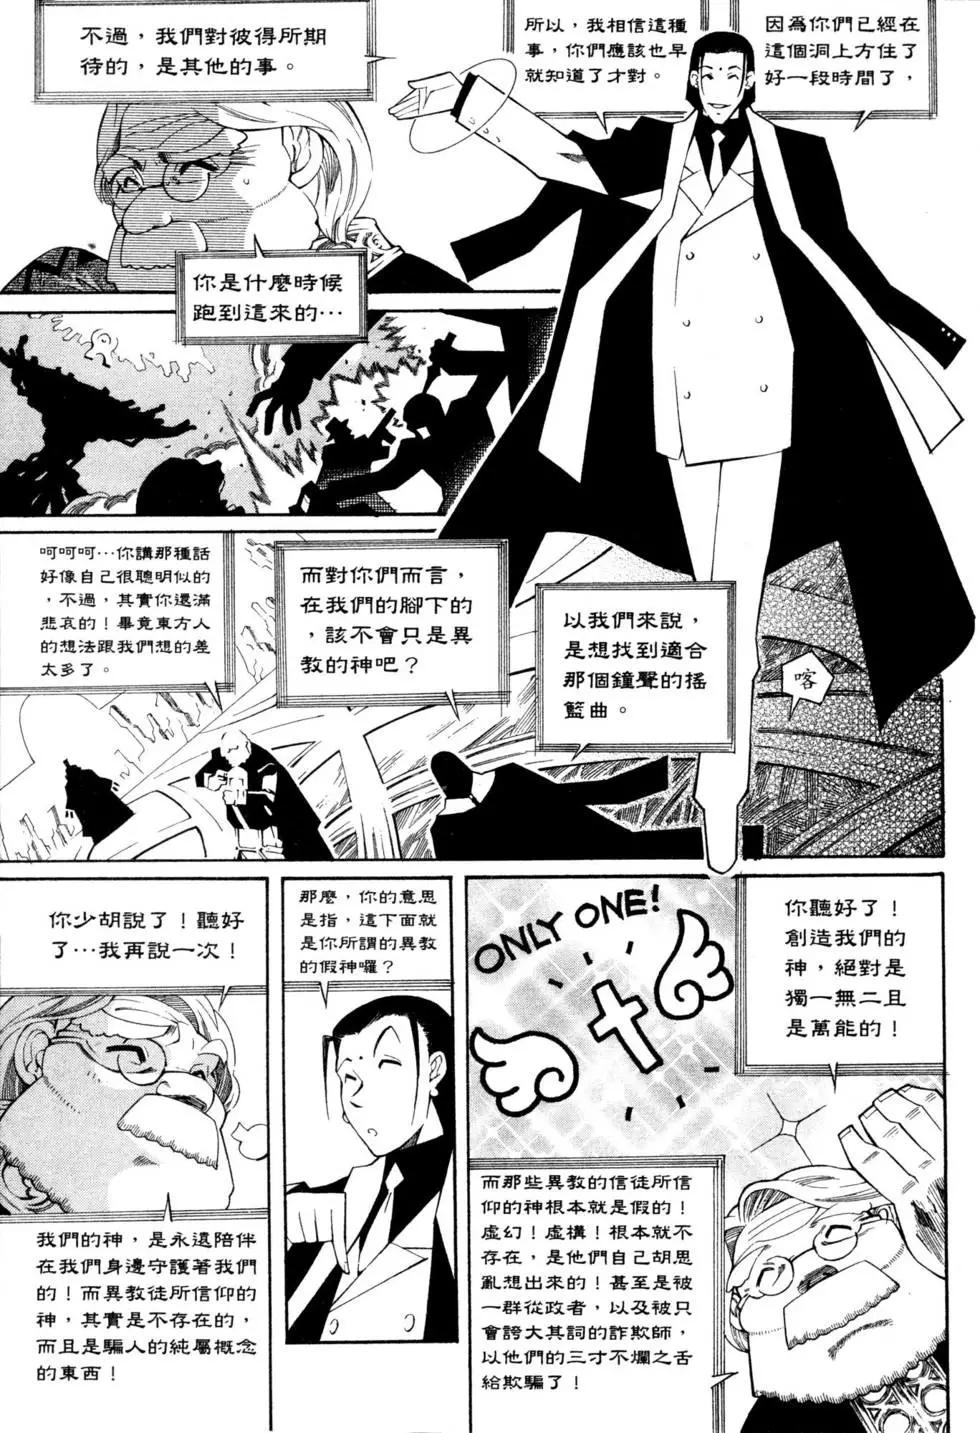 因為你們已經在
這個洞上方住了
好一段時間了，
所以，我相信這種
事，你們應該也早
就知道了才對。
不過，我們對彼得所期
待的，是其他的事。
你是什麼時候
跑到這來的…
以我們來說，
是想找到適合
那個鐘聲的搖
籃曲。
喀
而對你們而言，
在我們的腳下的
，該不會只是異
教的神吧？
呵呵呵…你講那種話
好像自己很聰明似的
，不過，其實你還滿
悲哀的！畢竟東方人
的想法跟我們想的差
太多了。
你聽好了！
創造我們的
神，絕對是
獨一無二且
是萬能的！
ONLY ONE!
而那些異教的信徒所信
仰的神根本就是假的！
虛幻！虛構！根本就不
存在，是他們自己胡思
亂想出來的！甚至是被
一群從政者，以及被只
會誇大其詞的詐欺師，
以他們的三才不爛之舌
給欺騙了！
那麼，你的意思
是指，這下面就
是你所謂的異教
的假神囉？
你少胡說了！聽好
了…我再說一次！
我們的神，是永遠陪伴
在我們身邊守護著我們
的！而異教徒所信仰的
神，其實是不存在的，
而且是騙人的純屬概念
的東西！